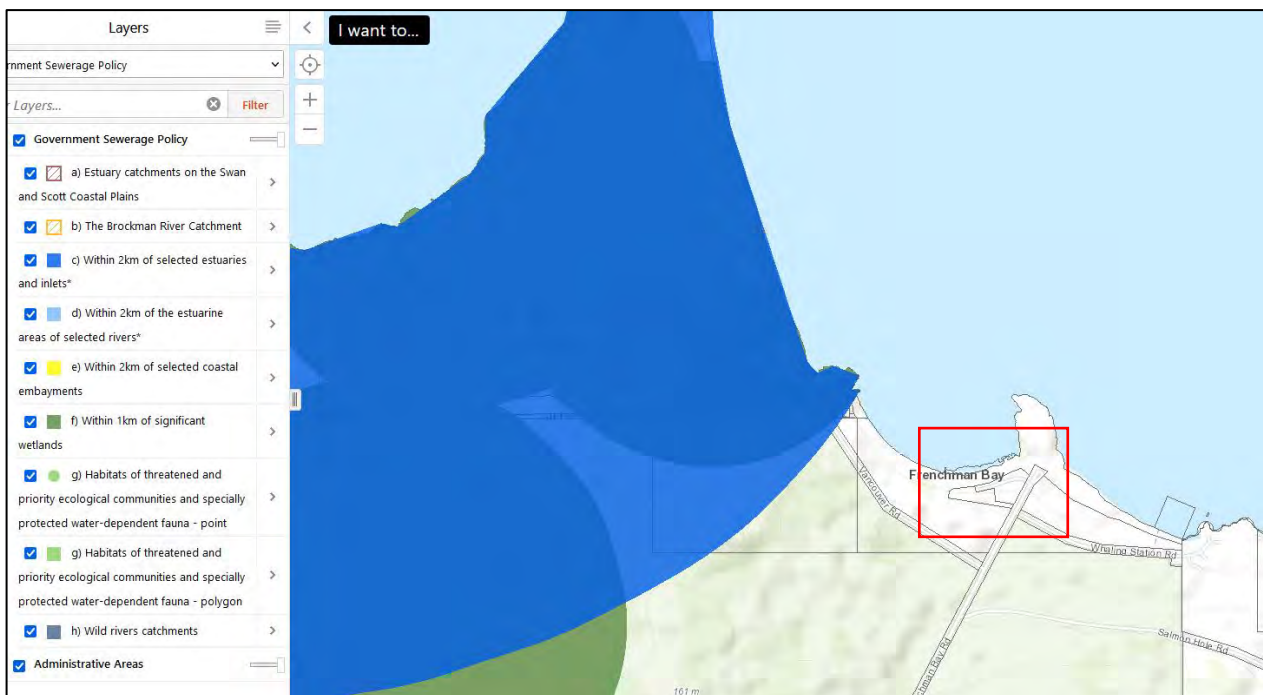 Layers
I want to...
rnment Sewerage Policy
r Layers...
Filter
Government Sewerage Policy
a) Estuary catchments on the Swan
and Scott Coastal Plains
b) The Brockman River Catchment
c) Within 2km of selected estuaries
and inlets*
d) Within 2km of the estuarine
areas of selected rivers*
e) Within 2km of selected coastal
embayments
f) Within 1km of significant
wetlands
g) Habitats of threatened and
priority ecological communities and specially
protected water-dependent fauna - point
g) Habitats of threatened and
priority ecological communities and specially
protected water-dependent fauna - polygon
h) Wild rivers catchments
Administrative Areas
Frenchman Bay
Vancouver Rd
Whaling Station Rd
Salmon Hole Rd
chman Bay Rd
161 m